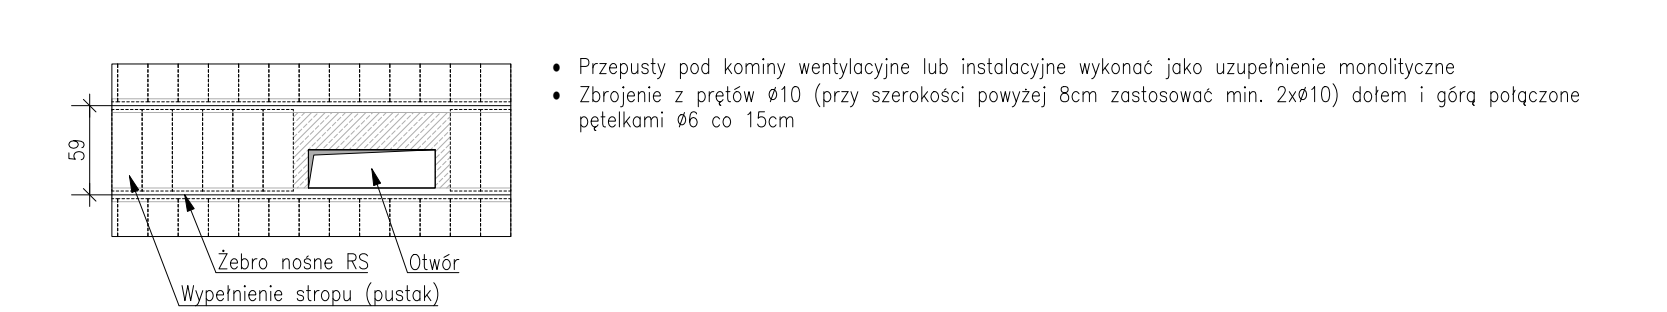 • Przepusty pod kominy wentylacyjne lub instalacyjne wykonać jako uzupełnienie monolityczne
• Zbrojenie z prętów ø10 (przy szerokości powyżej 8cm zastosować min. 2xø10) dołem i górą połączone
pętelkami ø6 co 15cm
59
Żebro nośne RS
Otwór
Wypełnienie stropu (pustak)